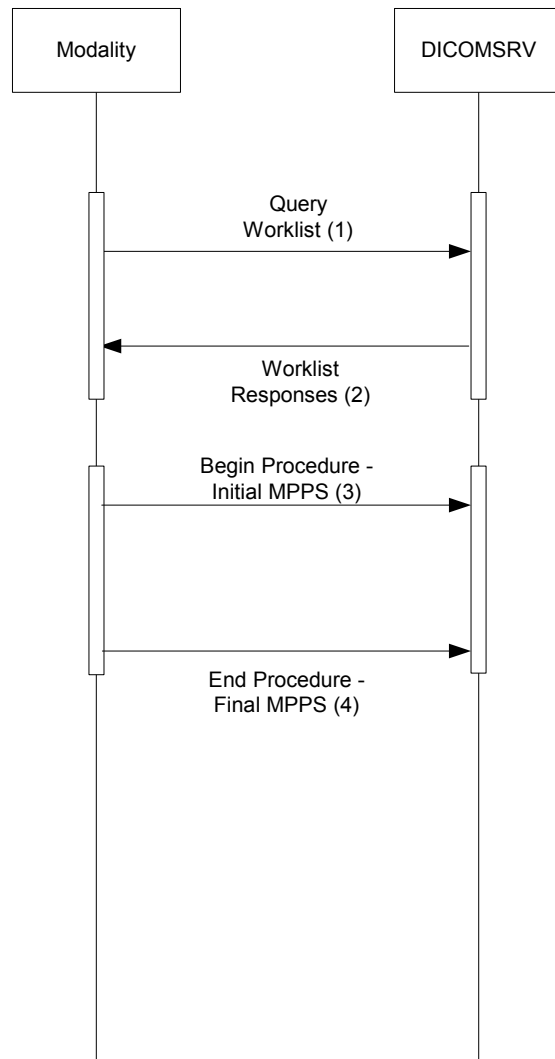 Modality
DICOMSRV
Query
Worklist (1)
Worklist
Responses (2)
Begin Procedure -
Initial MPPS (3)
End Procedure -
Final MPPS (4)